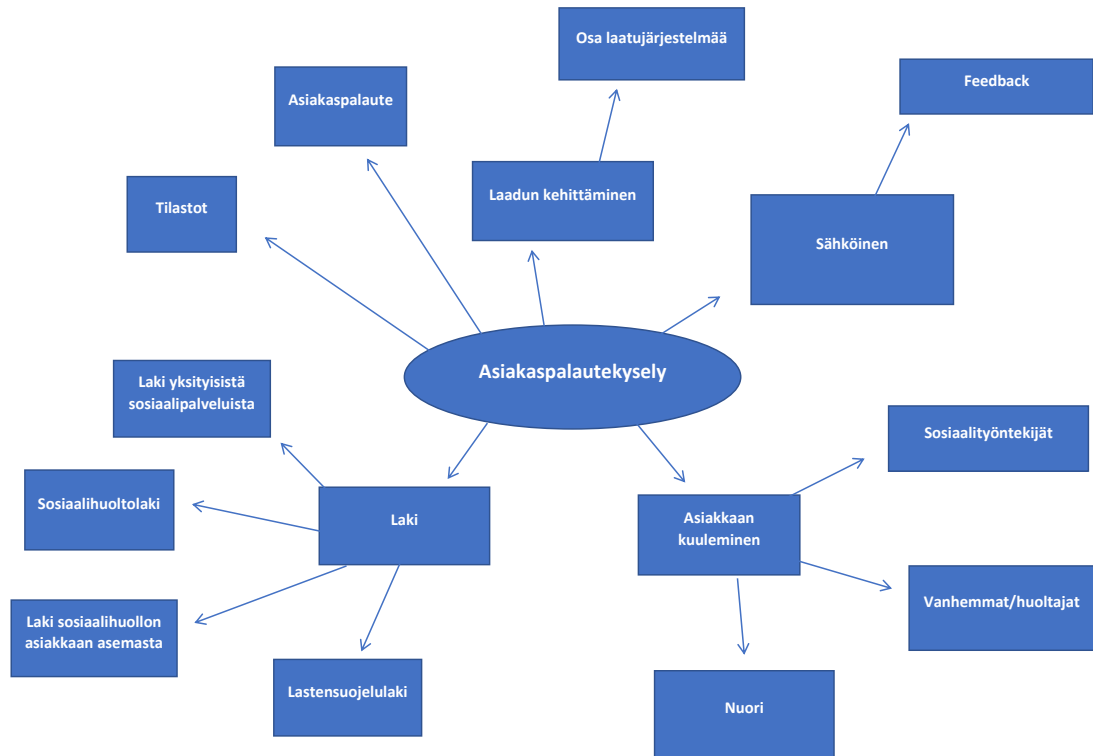 Osa laatujärjestelmää
Feedback
Asiakaspalaute
Laadun kehittäminen
Tilastot
Sähköinen
Asiakaspalautekysely
Laki yksityisistä
sosiaalipalveluista
Sosiaalityöntekijät
Sosiaalihuoltolaki
Laki
Asiakkaan
kuuleminen
Vanhemmat/huoltajat
Laki sosiaalihuollon
asiakkaan asemasta
Lastensuojelulaki
Nuori